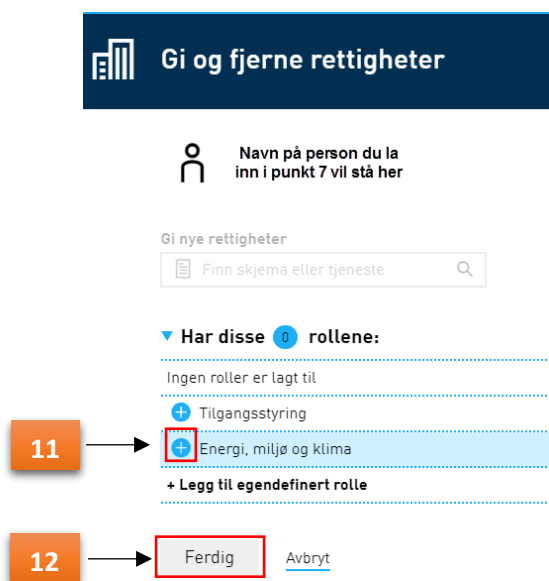 Gi og fjerne rettigheter
Navn på person du la
inn i punkt 7 vil stå her
Gi nye rettigheter
Finn skjema eller tjeneste
Har disse 0 rollene:
Ingen roller er lagt til
Tilgangsstyring
11
Energi, miljø og klima
+ Legg til egendefinert rolle
12
Ferdig Avbryt